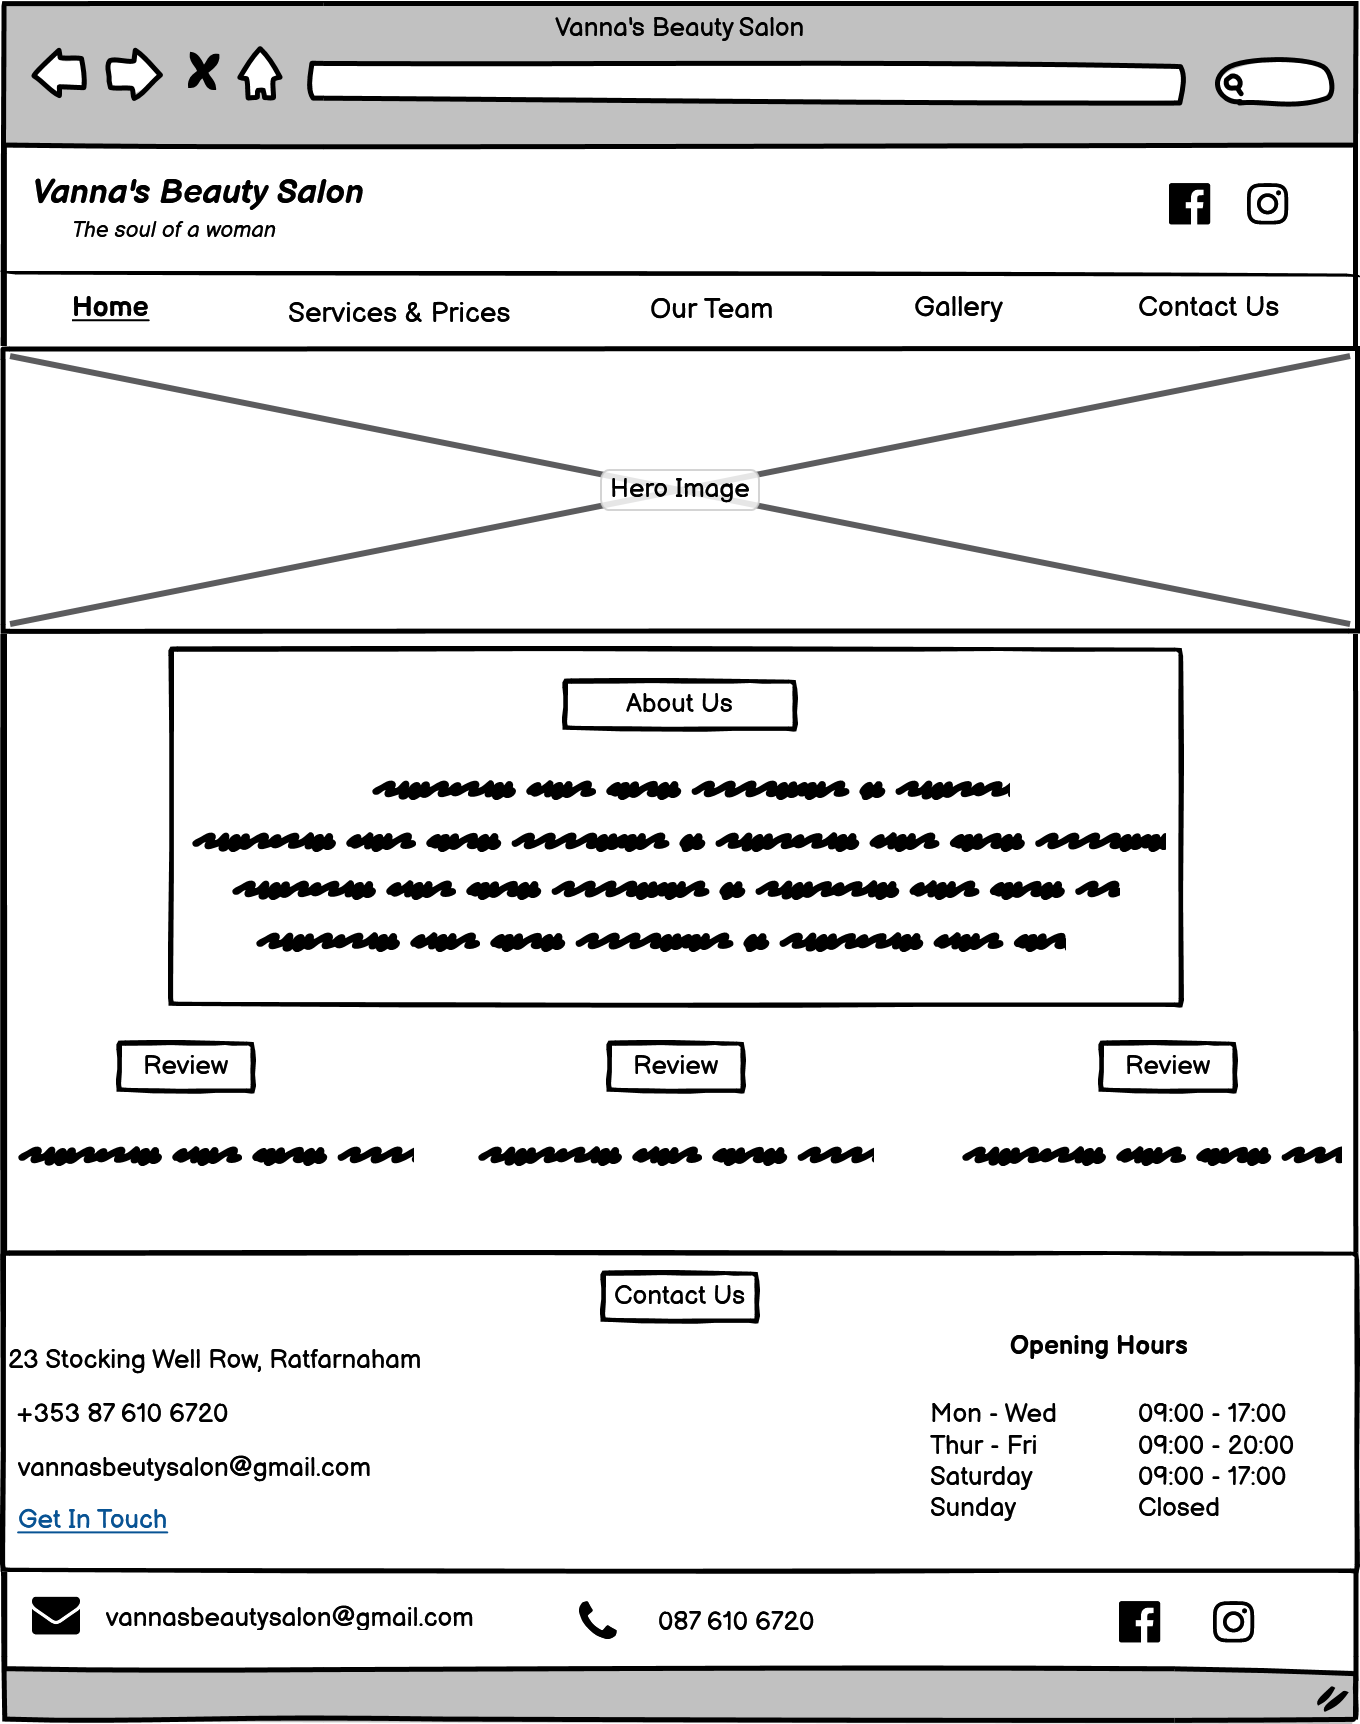 Vanna's Beauty Salon
Vanna's Beauty Salon
The soul of a woman
Home Services & Prices Our Team Gallery Contact Us
Hero Image
About Us
Review Review Review
Contact Us
23 Stocking Well Row, Ratfarnaham
+353 87 610 6720
vannasbeutysalon@gmail.com
Get In Touch
Opening Hours
Mon - Wed 09:00 - 17:00
Thur - Fri 09:00 - 20:00
Saturday 09:00 - 17:00
Sunday Closed
vannasbeautysalon@gmail.com 087 610 6720